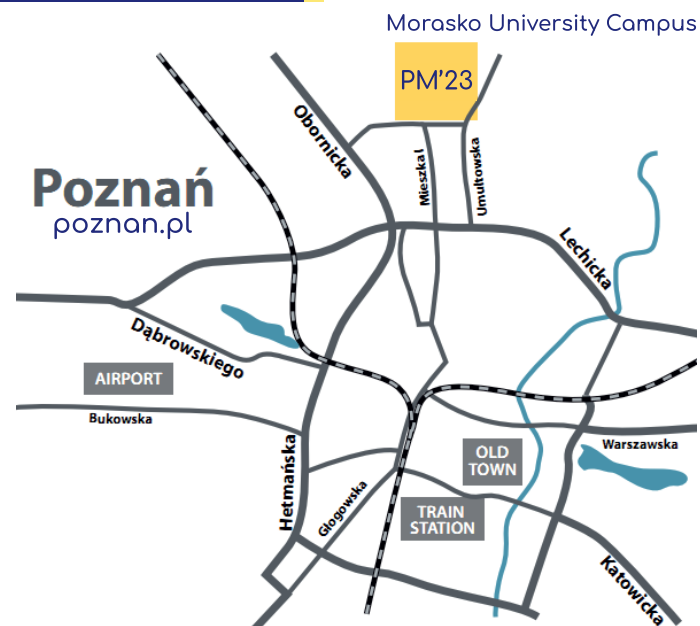 Morasko University Campus
PM'23
Obornicka
Mieszka I
Umultowska
Poznań
poznan.pl
Lechicka
Dąbrowskiego
AIRPORT
Bukowska
Warszawska
OLD
TOWN
Hetmańska
Głogowska
TRAIN
STATION
Katowicka